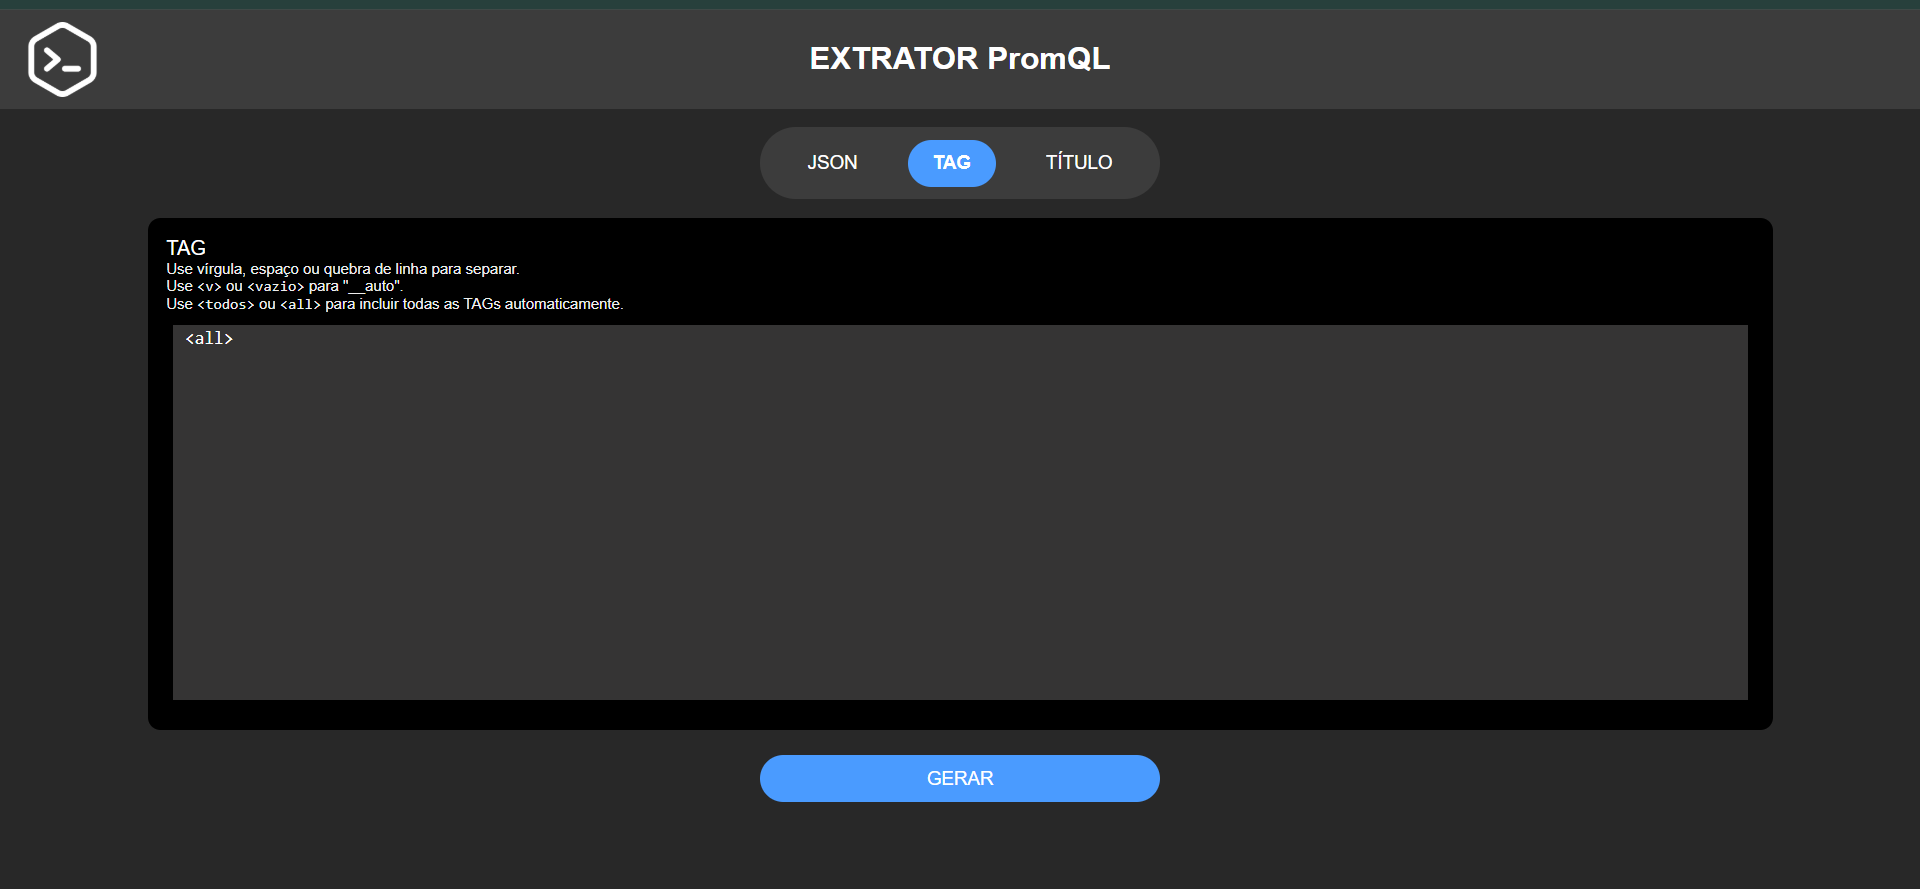 EXTRATOR PromQL
JSON
TAG
TÍTULO
TAG
Use vírgula, espaço ou quebra de linha para separar.
Use <v> ou <vazio> para "__auto".
Use <todos> ou <all> para incluir todas as TAGs automaticamente.
<all>
GERAR